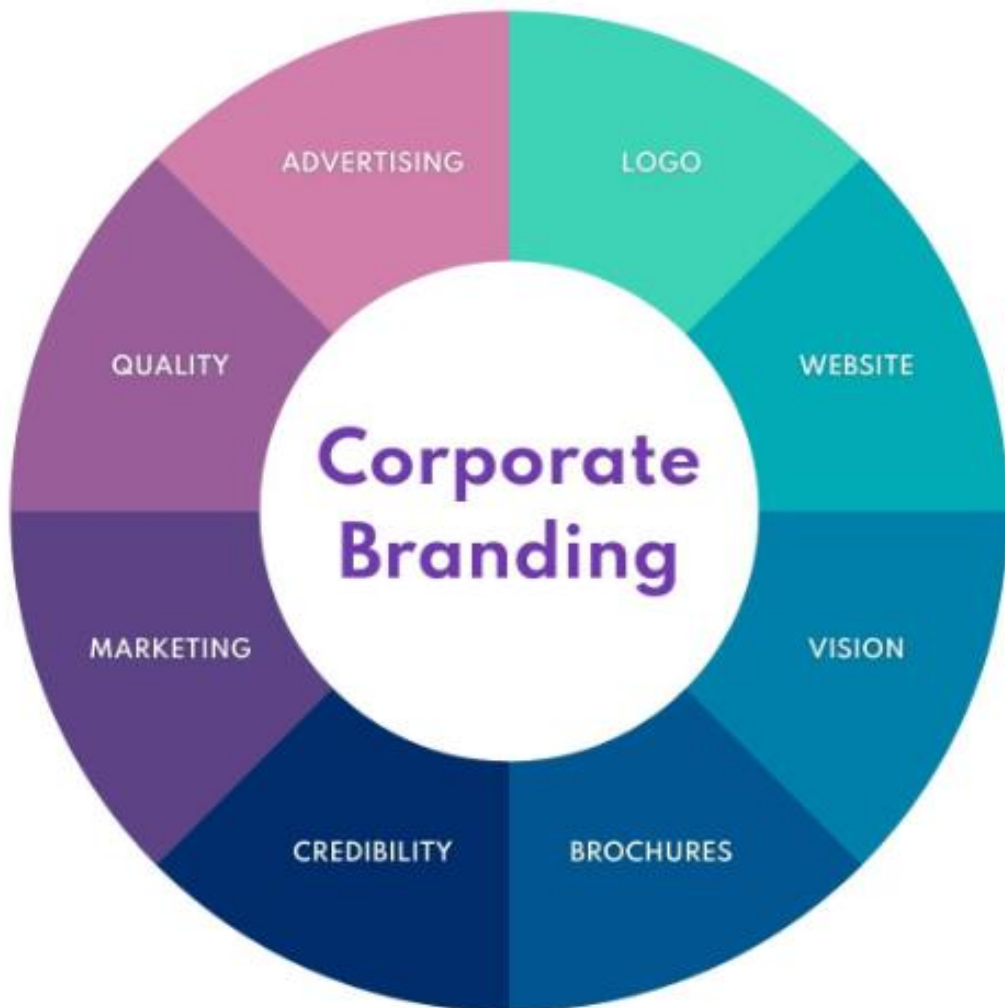 ADVERTISING
LOGO
QUALITY
WEBSITE
Corporate
Branding
MARKETING
VISION
CREDIBILITY
BROCHURES